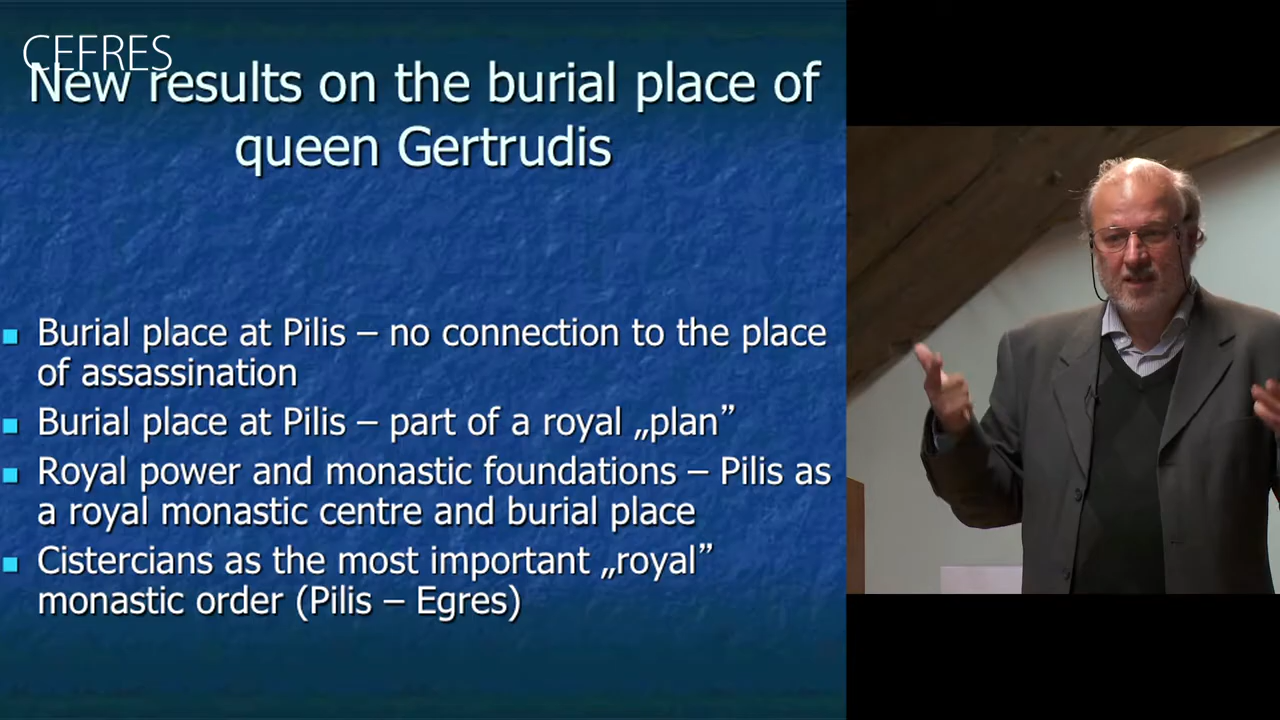 CEFRES
New results on the burial place of
queen Gertrudis
Burial place at Pilis – no connection to the place
of assassination
Burial place at Pilis – part of a royal „plan”
Royal power and monastic foundations – Pilis as
a royal monastic centre and burial place
Cistercians as the most important „royal”
monastic order (Pilis – Egres)